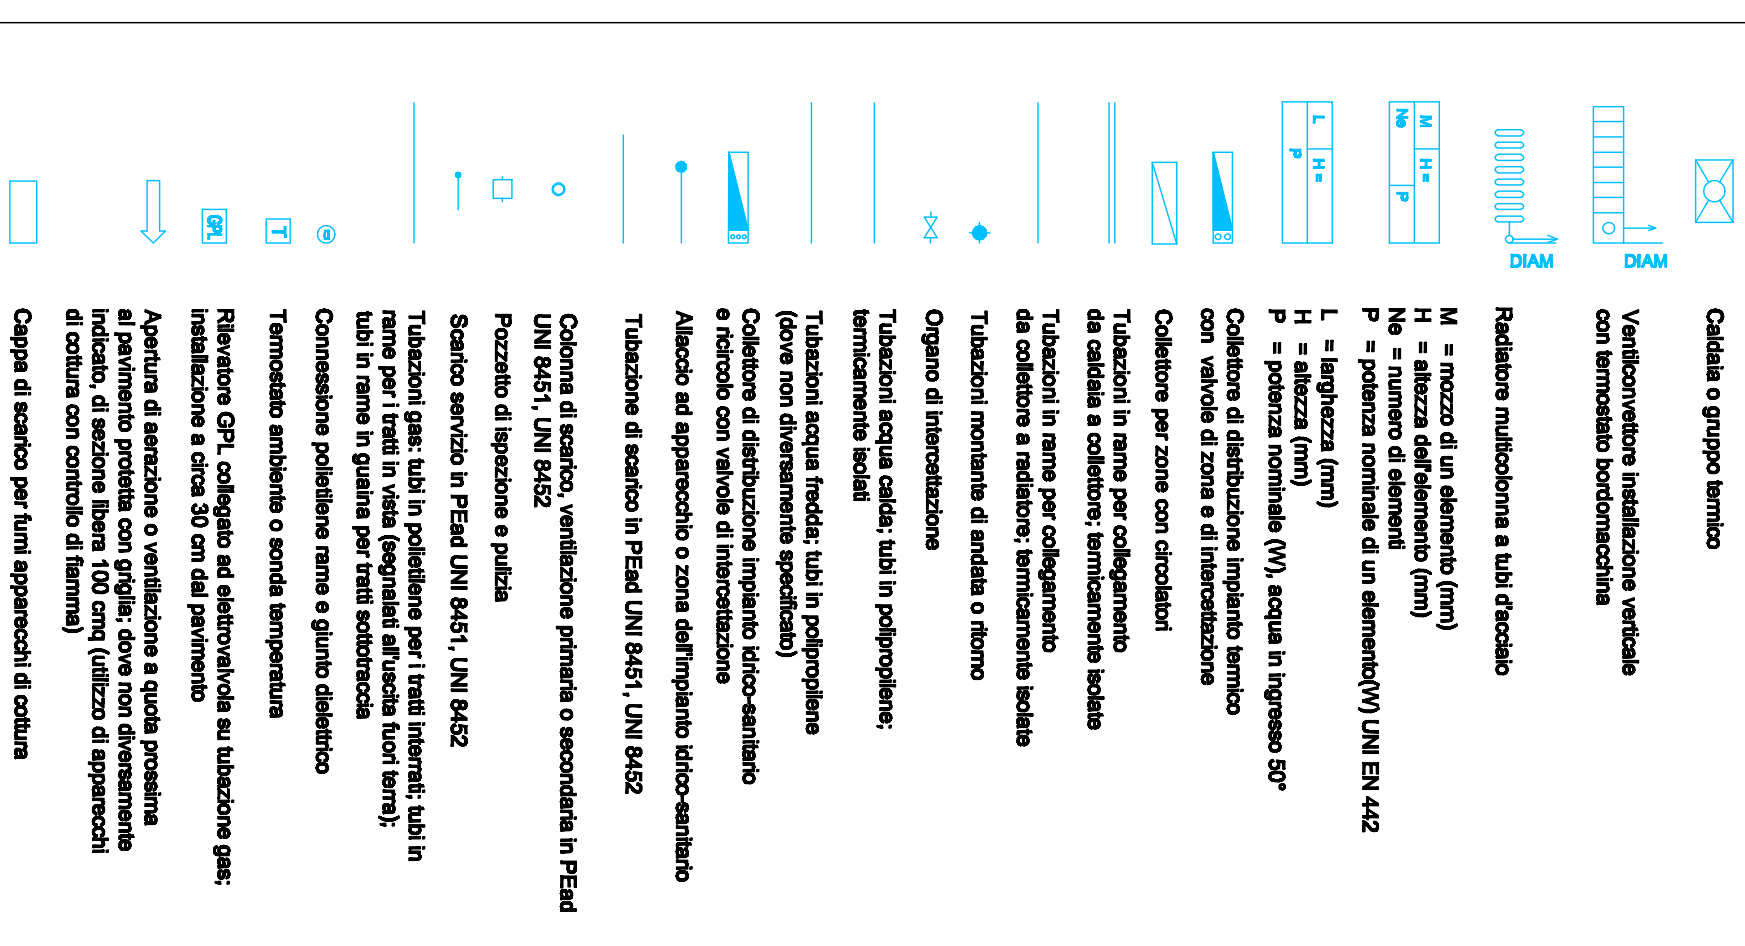 Caldaia o gruppo termico
DIAM
Ventilconvettore installazione verticale
con termostato bordomacchina
DIAM
Radiatore multicolonna a tubi d'acciaio
M H =
Ne P
M = mozzo di un elemento (mm)
H = altezza dell'elemento (mm)
Ne = numero di elementi
P = potenza nominale di un elemento(W) UNI EN 442
L H =
P
L = larghezza (mm)
H = altezza (mm)
P = potenza nominale (W), acqua in ingresso 50°
Collettore di distribuzione impianto termico
con valvole di zona e di intercettazione
Collettore per zone con circolatori
Tubazioni in rame per collegamento
da caldaia a collettore; termicamente isolate
Tubazioni in rame per collegamento
da collettore a radiatore; termicamente isolate
Tubazioni montante di andata o ritorno
Organo di intercettazione
Tubazioni acqua calda; tubi in polipropilene;
termicamente isolati
Tubazioni acqua fredda; tubi in polipropilene
(dove non diversamente specificato)
Collettore di distribuzione impianto idrico-sanitario
e ricircolo con valvole di intercettazione
Allaccio ad apparecchio o zona dell'impianto idrico-sanitario
Tubazione di scarico in PEad UNI 8451, UNI 8452
Colonna di scarico, ventilazione primaria o secondaria in PEad
UNI 8451, UNI 8452
Pozzetto di ispezione e pulizia
Scarico servizio in PEad UNI 8451, UNI 8452
Tubazioni gas: tubi in polietilene per i tratti interrati; tubi in
rame per i tratti in vista (segnalati all'uscita fuori terra);
tubi in rame in guaina per tratti sottotraccia
Connessione polietilene rame e giunto dielettrico
T
Termostato ambiente o sonda temperatura
GPL
Rilevatore GPL collegato ad elettrovalvola su tubazione gas;
installazione a circa 30 cm dal pavimento
Apertura di aerazione o ventilazione a quota prossima
al pavimento protetta con griglia; dove non diversamente
indicato, di sezione libera 100 cmq (utilizzo di apparecchi
di cottura con controllo di fiamma)
Cappa di scarico per fumi apparecchi di cottura